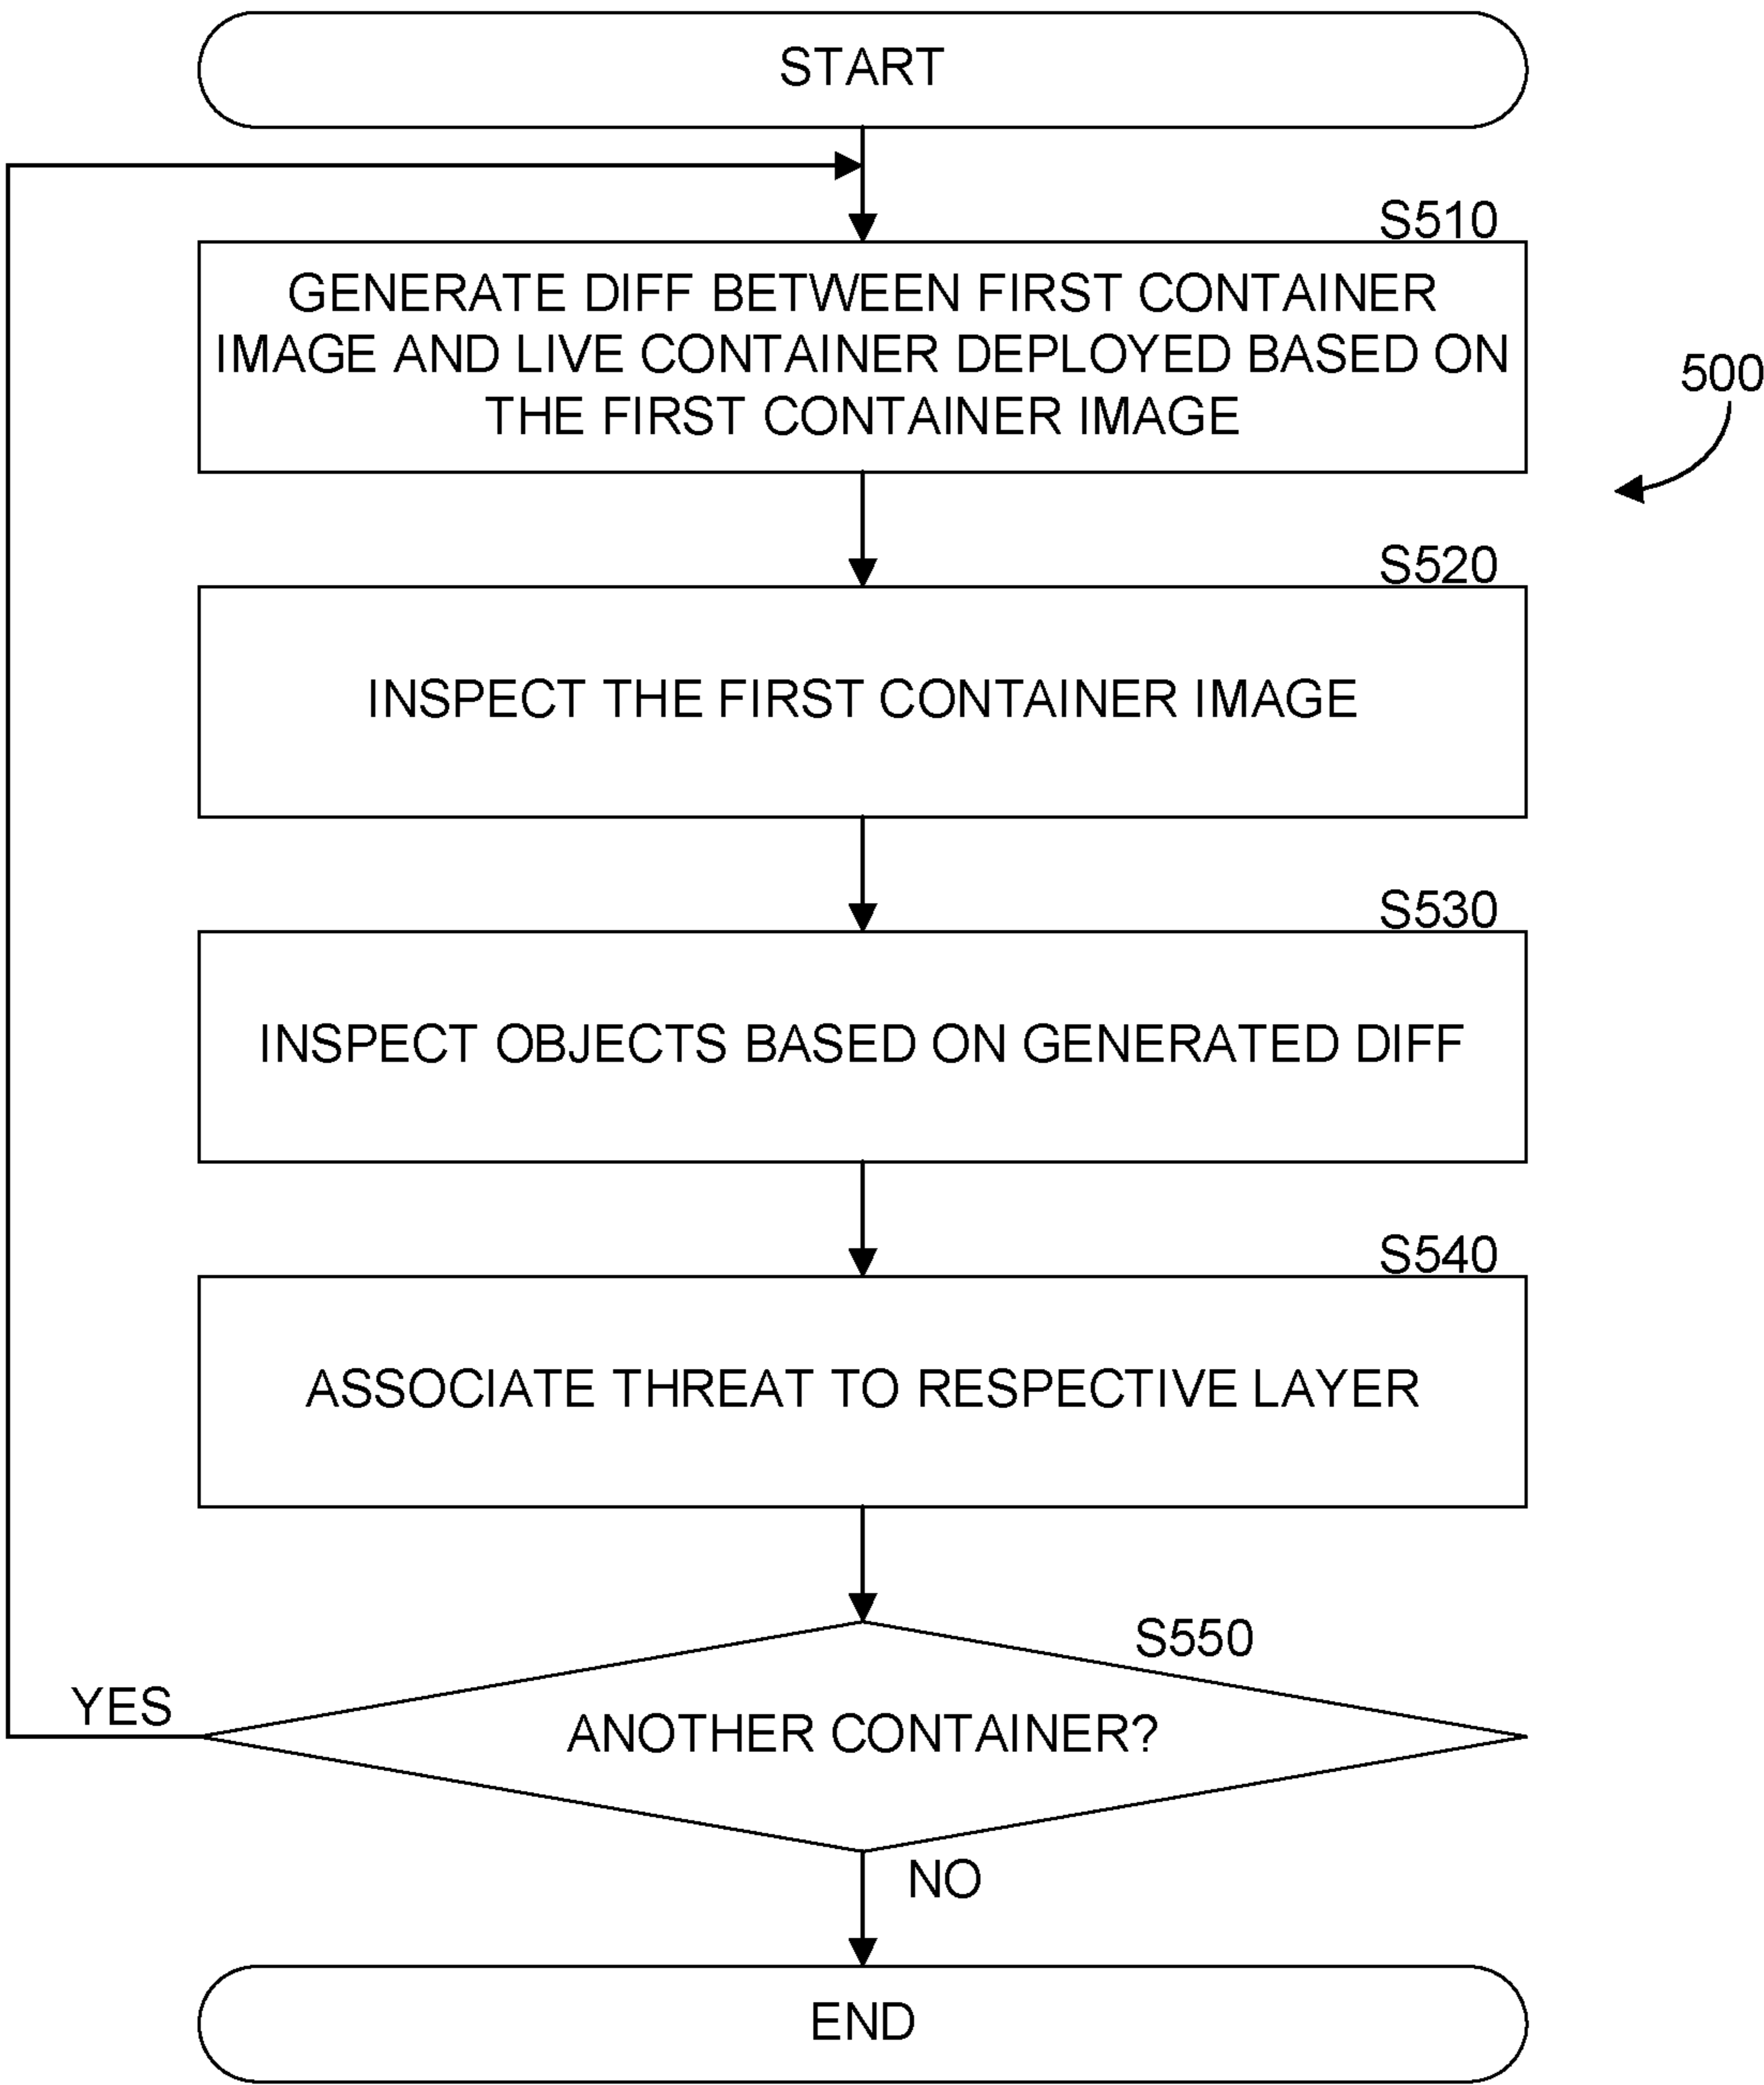 START
S510
GENERATE DIFF BETWEEN FIRST CONTAINER
IMAGE AND LIVE CONTAINER DEPLOYED BASED ON
THE FIRST CONTAINER IMAGE
500
S520
INSPECT THE FIRST CONTAINER IMAGE
S530
INSPECT OBJECTS BASED ON GENERATED DIFF
S540
ASSOCIATE THREAT TO RESPECTIVE LAYER
S550
YES
ANOTHER CONTAINER?
NO
END